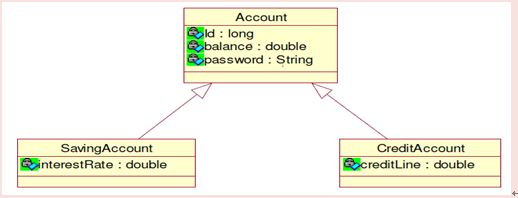 Account
Id : long
balance : double
password : String
SavingAccount
interestRate : double
CreditAccount
creditLine : double